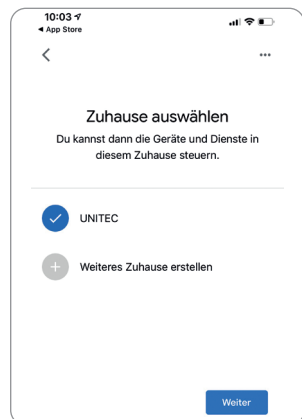 10:03
◀ App Store
Zuhause auswählen
Du kannst dann die Geräte und Dienste in
diesem Zuhause steuern.
UNITEC
Weiteres Zuhause erstellen
Weiter